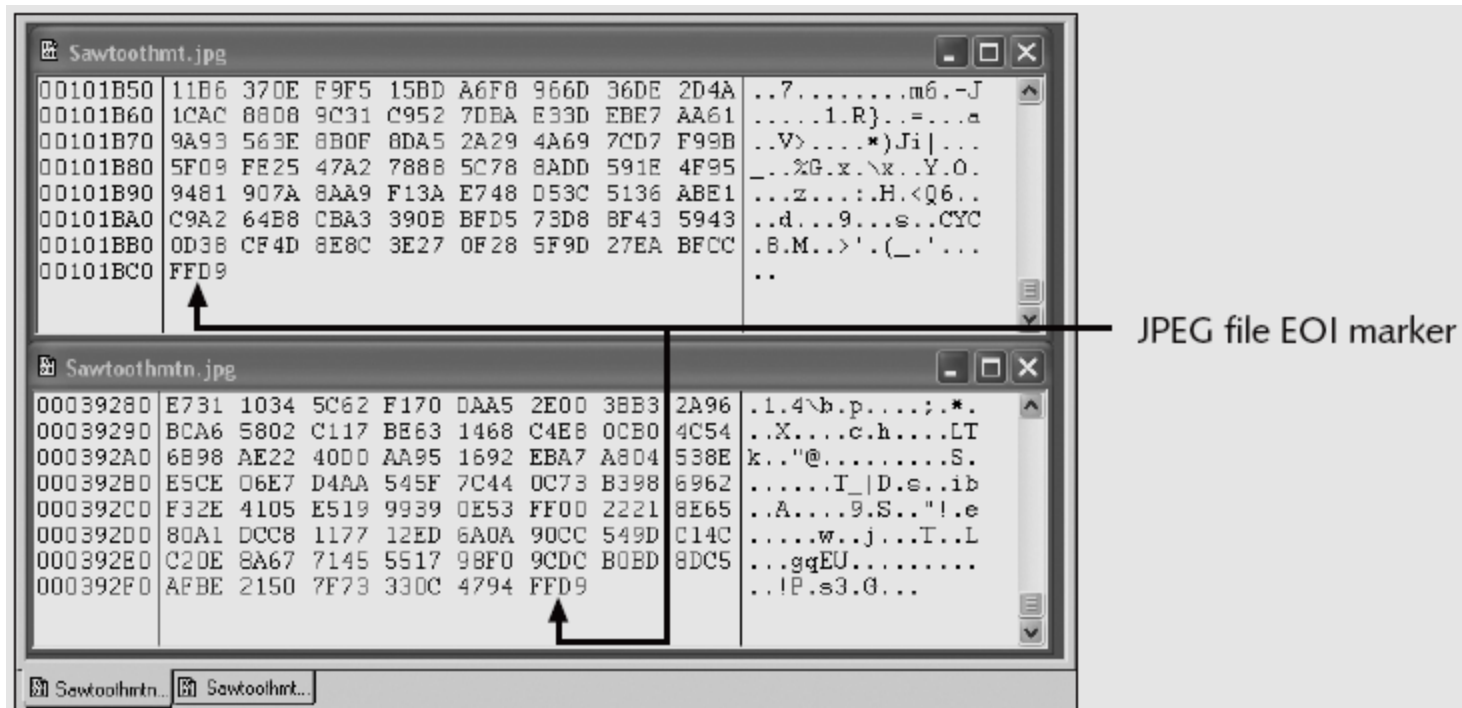 Sawtoothmt.jpg
00101B50 11B6 370E F9F5 15BD A6F8 966D 36DE 2D4A ..7........m6.-J
00101B60 1CAC 8808 9C31 C952 7DBA E33D EBE7 AA61 .....1.R}..=...a
00101B70 9A93 563E 8B0F 8DA5 2A29 4A69 7CD7 F99B ..V>....*)Ji|...
00101B80 5F09 FE25 47A2 7888 5C78 8ADD 591E 4F95 _..%G.x.\x..Y.O.
00101B90 9481 907A 8AA9 F13A E748 D53C 5136 ABE1 ...z...:.H.<Q6..
00101BA0 C9A2 64B8 CBA3 390B BFD5 73D8 8F43 5943 ..d...9...s..CYC
00101BB0 0D38 CF4D 8E8C 3E27 0F28 5F9D 27EA BFCC .8.M..>'.(_.'...
00101BC0 FFD9 ..
JPEG file EOI marker
Sawtoothmtn.jpg
00039280 E731 1034 5C62 F170 DAA5 2E00 3BB3 2A96 .1.4\b.p....;.*.
00039290 BCA6 5802 C117 BE63 1468 C4E8 0CB0 4C54 ..X....c.h....LT
000392A0 6B98 AE22 40D0 AA95 1692 EBA7 A804 538E k.."@.........S.
000392B0 E5CE 06E7 D4AA 545F 7C44 0C73 B398 6962 ......T_|D.s..ib
000392C0 F32E 4105 E519 9939 0E53 FF00 2221 8E65 ..A....9.S.."!.e
000392D0 80A1 DCC8 1177 12ED 6A0A 90CC 549D C14C .....w..j...T..L
000392E0 C20E 8A67 7145 5517 98F0 9CDC B0BD 8DC5 ...gqEU.........
000392F0 AFBE 2150 7F73 330C 4794 FFD9 ..!P.s3.G...
Sawtoothmtn... Sawtoothmt...